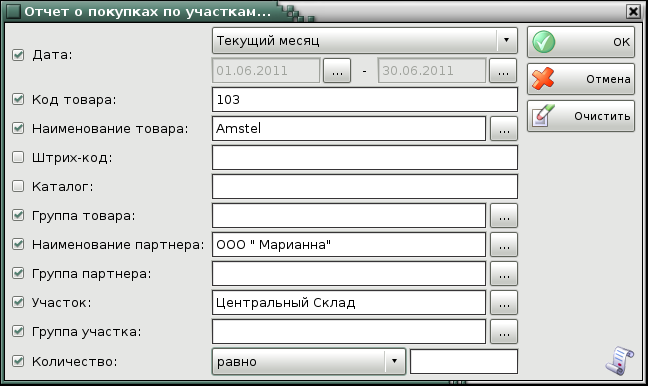 Отчет о покупках по участкам...
Дата:
Текущий месяц
01.06.2011 ... - 30.06.2011 ...
Код товара: 103
Наименование товара: Amstel ...
Штрих-код:
Каталог:
Группа товара: ...
Наименование партнера: ООО " Марианна" ...
Группа партнера: ...
Участок: Центральный Склад ...
Группа участка: ...
Количество: равно
ОК
Отмена
Очистить